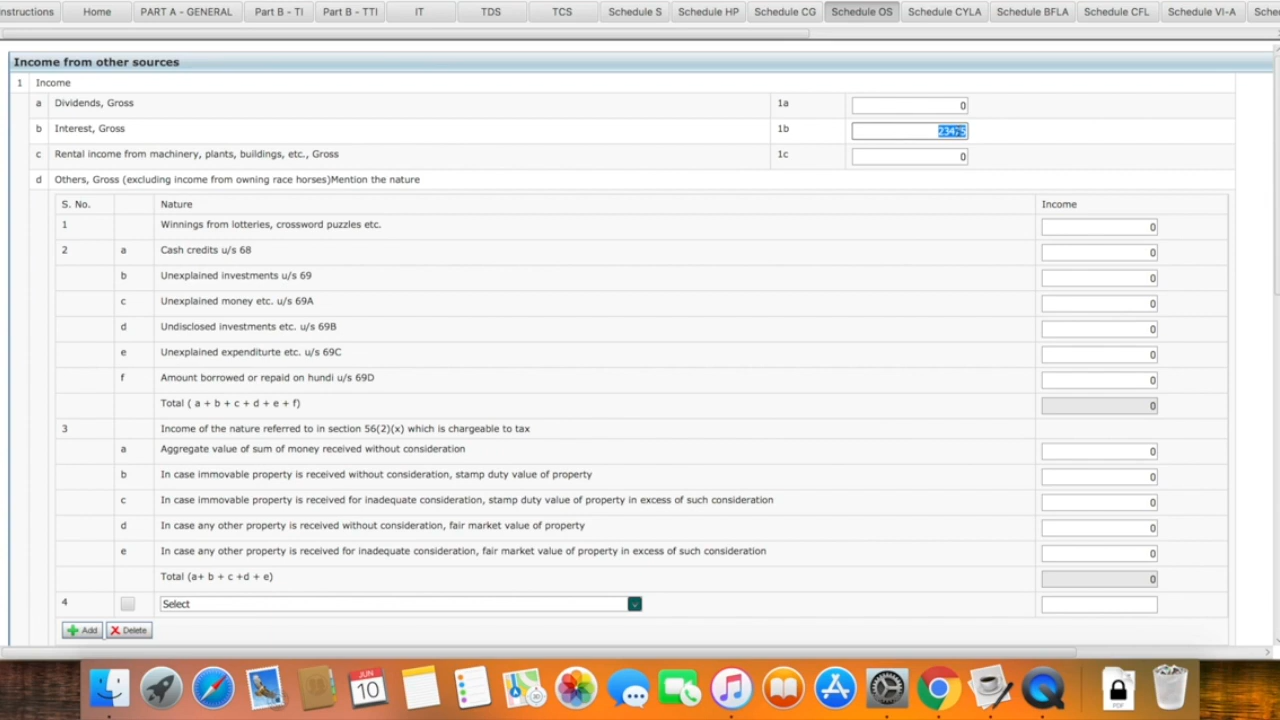 nstructions Home PART A - GENERAL Part B - TI Part B - TTI IT TDS TCS Schedule S Schedule HP Schedule CG Schedule OS Schedule CYLA Schedule BFLA Schedule CFL Schedule VI-A Sche
Income from other sources
1 Income
a Dividends, Gross 1a 0
b Interest, Gross 1b 23475
c Rental income from machinery, plants, buildings, etc., Gross 1c 0
d Others, Gross (excluding income from owning race horses)Mention the nature
S. No. Nature Income
1 Winnings from lotteries, crossword puzzles etc. 0
2 a Cash credits u/s 68 0
b Unexplained investments u/s 69 0
c Unexplained money etc. u/s 69A 0
d Undisclosed investments etc. u/s 69B 0
e Unexplained expenditurte etc. u/s 69C 0
f Amount borrowed or repaid on hundi u/s 69D 0
Total ( a + b + c + d + e + f) 0
3 Income of the nature referred to in section 56(2)(x) which is chargeable to tax
a Aggregate value of sum of money received without consideration 0
b In case immovable property is received without consideration, stamp duty value of property 0
c In case immovable property is received for inadequate consideration, stamp duty value of property in excess of such consideration 0
d In case any other property is received without consideration, fair market value of property 0
e In case any other property is received for inadequate consideration, fair market value of property in excess of such consideration 0
Total (a+ b + c +d + e) 0
4 Select
Add Delete
JUN
10
PDF